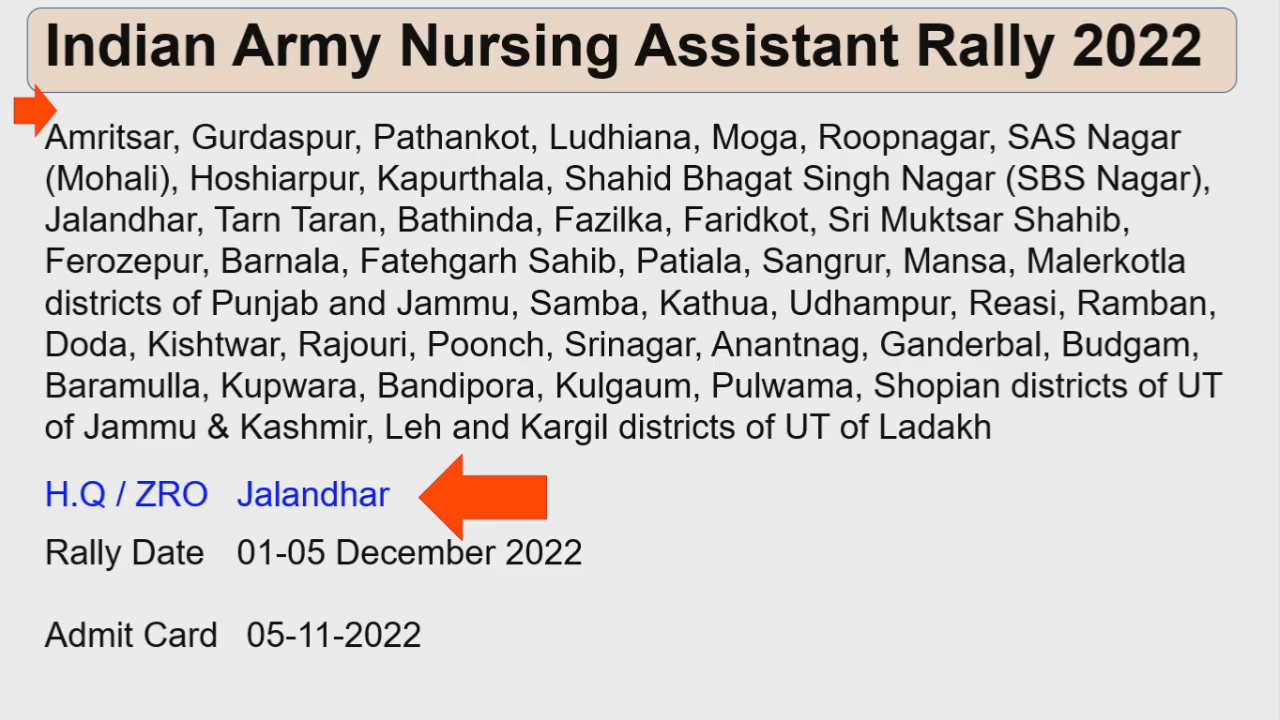 Indian Army Nursing Assistant Rally 2022
Amritsar, Gurdaspur, Pathankot, Ludhiana, Moga, Roopnagar, SAS Nagar
(Mohali), Hoshiarpur, Kapurthala, Shahid Bhagat Singh Nagar (SBS Nagar),
Jalandhar, Tarn Taran, Bathinda, Fazilka, Faridkot, Sri Muktsar Shahib,
Ferozepur, Barnala, Fatehgarh Sahib, Patiala, Sangrur, Mansa, Malerkotla
districts of Punjab and Jammu, Samba, Kathua, Udhampur, Reasi, Ramban,
Doda, Kishtwar, Rajouri, Poonch, Srinagar, Anantnag, Ganderbal, Budgam,
Baramulla, Kupwara, Bandipora, Kulgaum, Pulwama, Shopian districts of UT
of Jammu & Kashmir, Leh and Kargil districts of UT of Ladakh
H.Q / ZRO Jalandhar
Rally Date 01-05 December 2022
Admit Card 05-11-2022